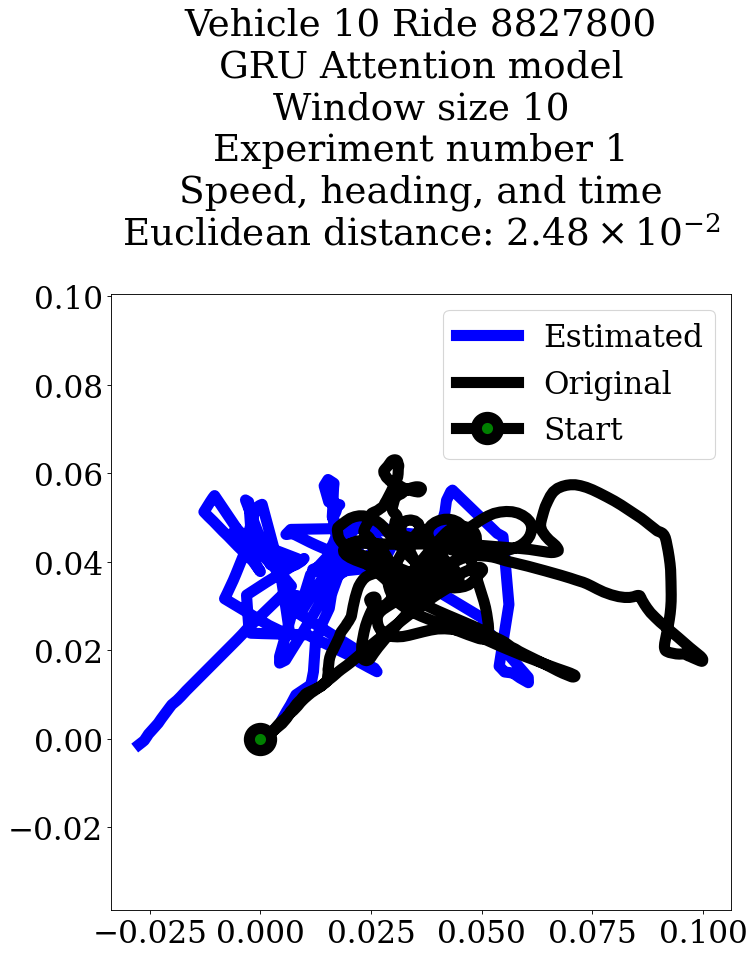 Vehicle 10 Ride 8827800
GRU Attention model
Window size 10
Experiment number 1
Speed, heading, and time
Euclidean distance: 2.48 × 10⁻²
Estimated
Original
Start
0.10
0.08
0.06
0.04
0.02
0.00
−0.02
−0.025 0.000 0.025 0.050 0.075 0.100